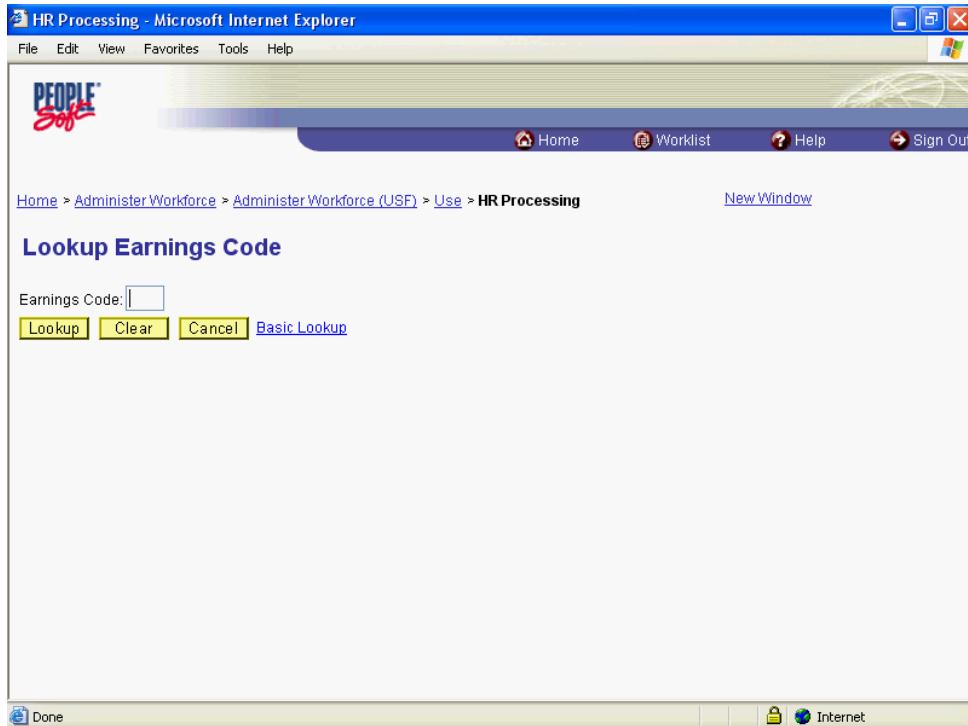 HR Processing - Microsoft Internet Explorer
File Edit View Favorites Tools Help
PEOPLE
Soft
Home Worklist Help Sign Out
Home > Administer Workforce > Administer Workforce (USF) > Use > HR Processing New Window
Lookup Earnings Code
Earnings Code:
Lookup Clear Cancel Basic Lookup
Done Internet